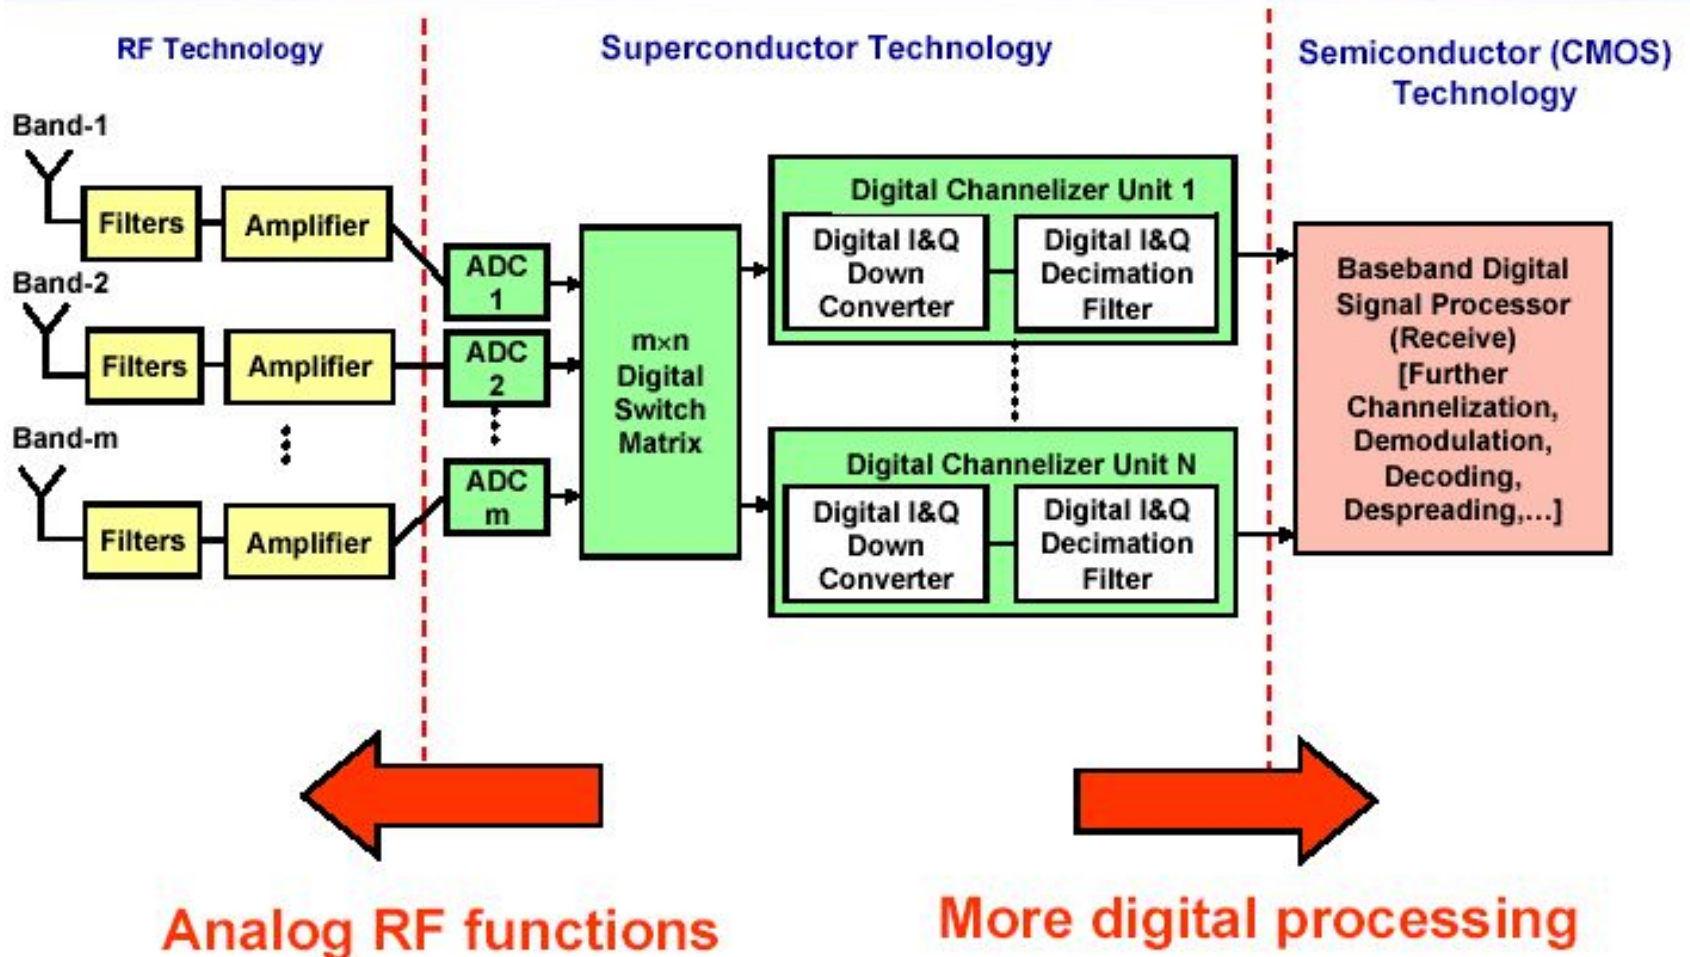 RF Technology
Superconductor Technology
Semiconductor (CMOS)
Technology
Band-1
Filters
Amplifier
Band-2
Filters
Amplifier
Band-m
Filters
Amplifier
ADC
1
ADC
2
ADC
m
m×n
Digital
Switch
Matrix
Digital Channelizer Unit 1
Digital I&Q
Down
Converter
Digital I&Q
Decimation
Filter
Digital Channelizer Unit N
Digital I&Q
Down
Converter
Digital I&Q
Decimation
Filter
Baseband Digital
Signal Processor
(Receive)
[Further
Channelization,
Demodulation,
Decoding,
Despreading,...]
Analog RF functions
More digital processing